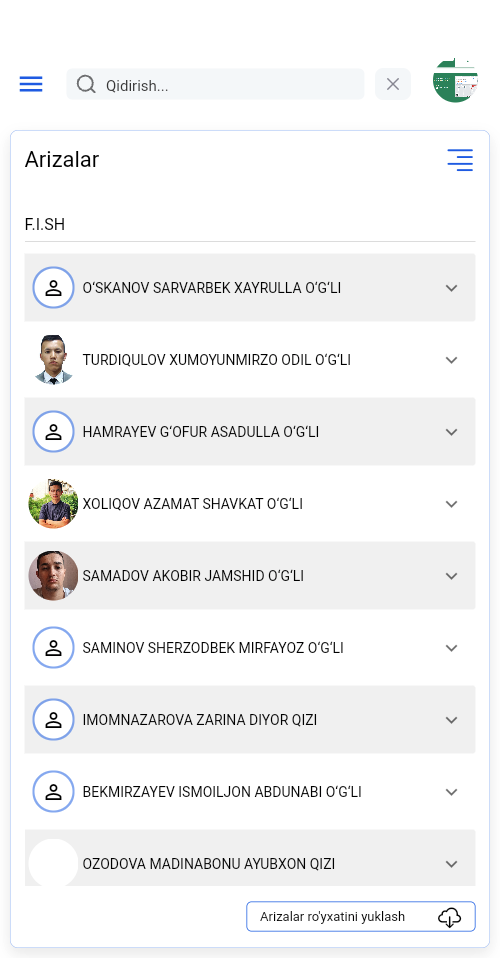 Qidirish...
Arizalar
F.I.SH
O‘SKANOV SARVARBEK XAYRULLA O‘G‘LI
TURDIQULOV XUMOYUNMIRZO ODIL O‘G‘LI
HAMRAYEV G‘OFUR ASADULLA O‘G‘LI
XOLIQOV AZAMAT SHAVKAT O‘G‘LI
SAMADOV AKOBIR JAMSHID O‘G‘LI
SAMINOV SHERZODBEK MIRFAYOZ O‘G‘LI
IMOMNAZAROVA ZARINA DIYOR QIZI
BEKMIRZAYEV ISMOILJON ABDUNABI O‘G‘LI
OZODOVA MADINABONU AYUBXON QIZI
Arizalar ro'yxatini yuklash